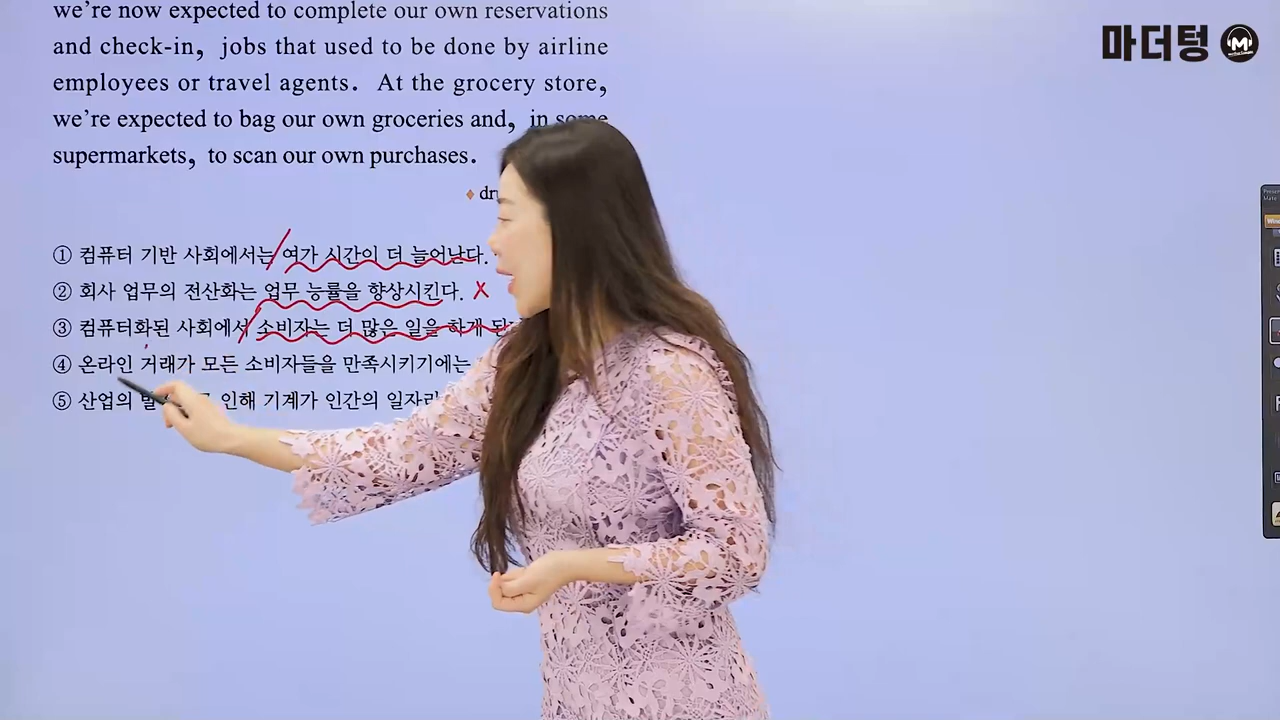 we're now expected to complete our own reservations
and check-in, jobs that used to be done by airline
employees or travel agents. At the grocery store,
we're expected to bag our own groceries and, in some
supermarkets, to scan our own purchases.
① 컴퓨터 기반 사회에서는 여가 시간이 더 늘어난다.
② 회사 업무의 전산화는 업무 능률을 향상시킨다. X
③ 컴퓨터화된 사회에서 소비자는 더 많은 일을 하게
④ 온라인 거래가 모든 소비자들을 만족시키기에는
⑤ 산업의 인해 기계가 인간의
마더텅 M